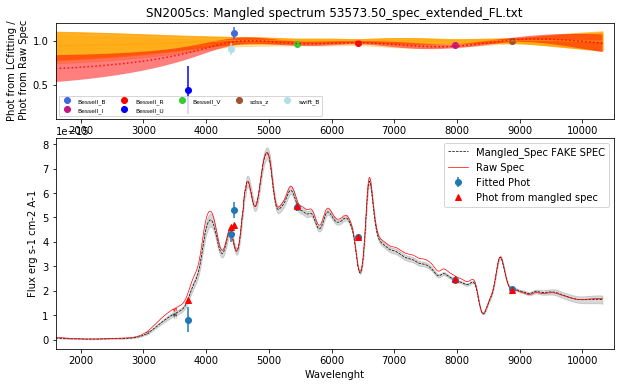 SN2005cs: Mangled spectrum 53573.50_spec_extended_FL.txt
Phot from LCfitting /
Phot from Raw Spec
1.0
0.5
Bessell_B
Bessell_I
Bessell_R
Bessell_U
Bessell_V
sdss_z
swift_B
2000 3000 4000 5000 6000 7000 8000 9000 10000
Flux erg s-1 cm-2 A-1
8
7
6
5
4
3
2
1
0
Mangled_Spec FAKE SPEC
Raw Spec
Fitted Phot
Phot from mangled spec
2000 3000 4000 5000 6000 7000 8000 9000 10000
Wavelenght